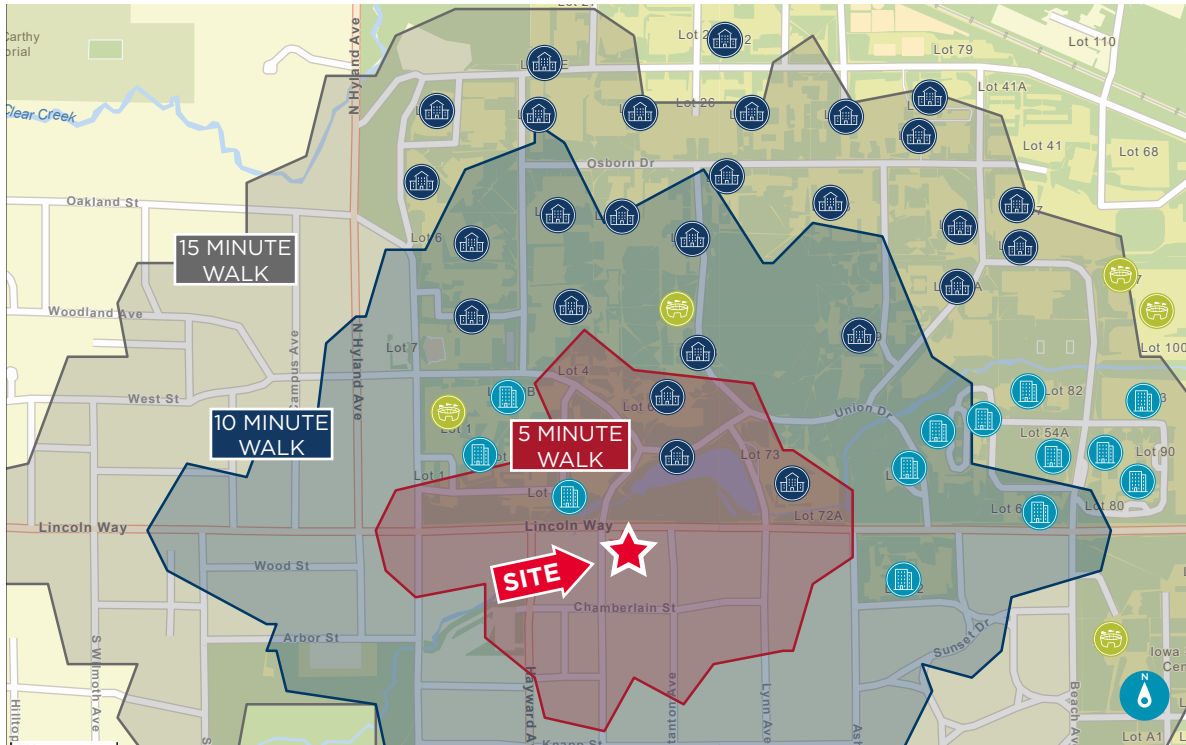 Carthy
orial
Clear Creek
N Hyland Ave
Lot 79
Lot 110
Lot 41A
Lot 26
Lot 41
Lot 68
Osborn Dr
Oakland St
Lot 6
15 MINUTE
WALK
Woodland Ave
N Hyland Ave
Campus Ave
Lot 7
Lot 100
West St
Lot 4
Lot 82
10 MINUTE
WALK
Union Dr
5 MINUTE
WALK
Lot 1
Lot 54A
Lot 73
Lot 90
Lot 1
Lot 80
Lot 72A
Lincoln Way
Lincoln Way
SITE
Wood St
Chamberlain St
Arbor St
Sunset Dr
S Wilmoth Ave
Hayward A
Lynn Ave
Beach Ave
Hilltop
Knapp St
N
Lot A1